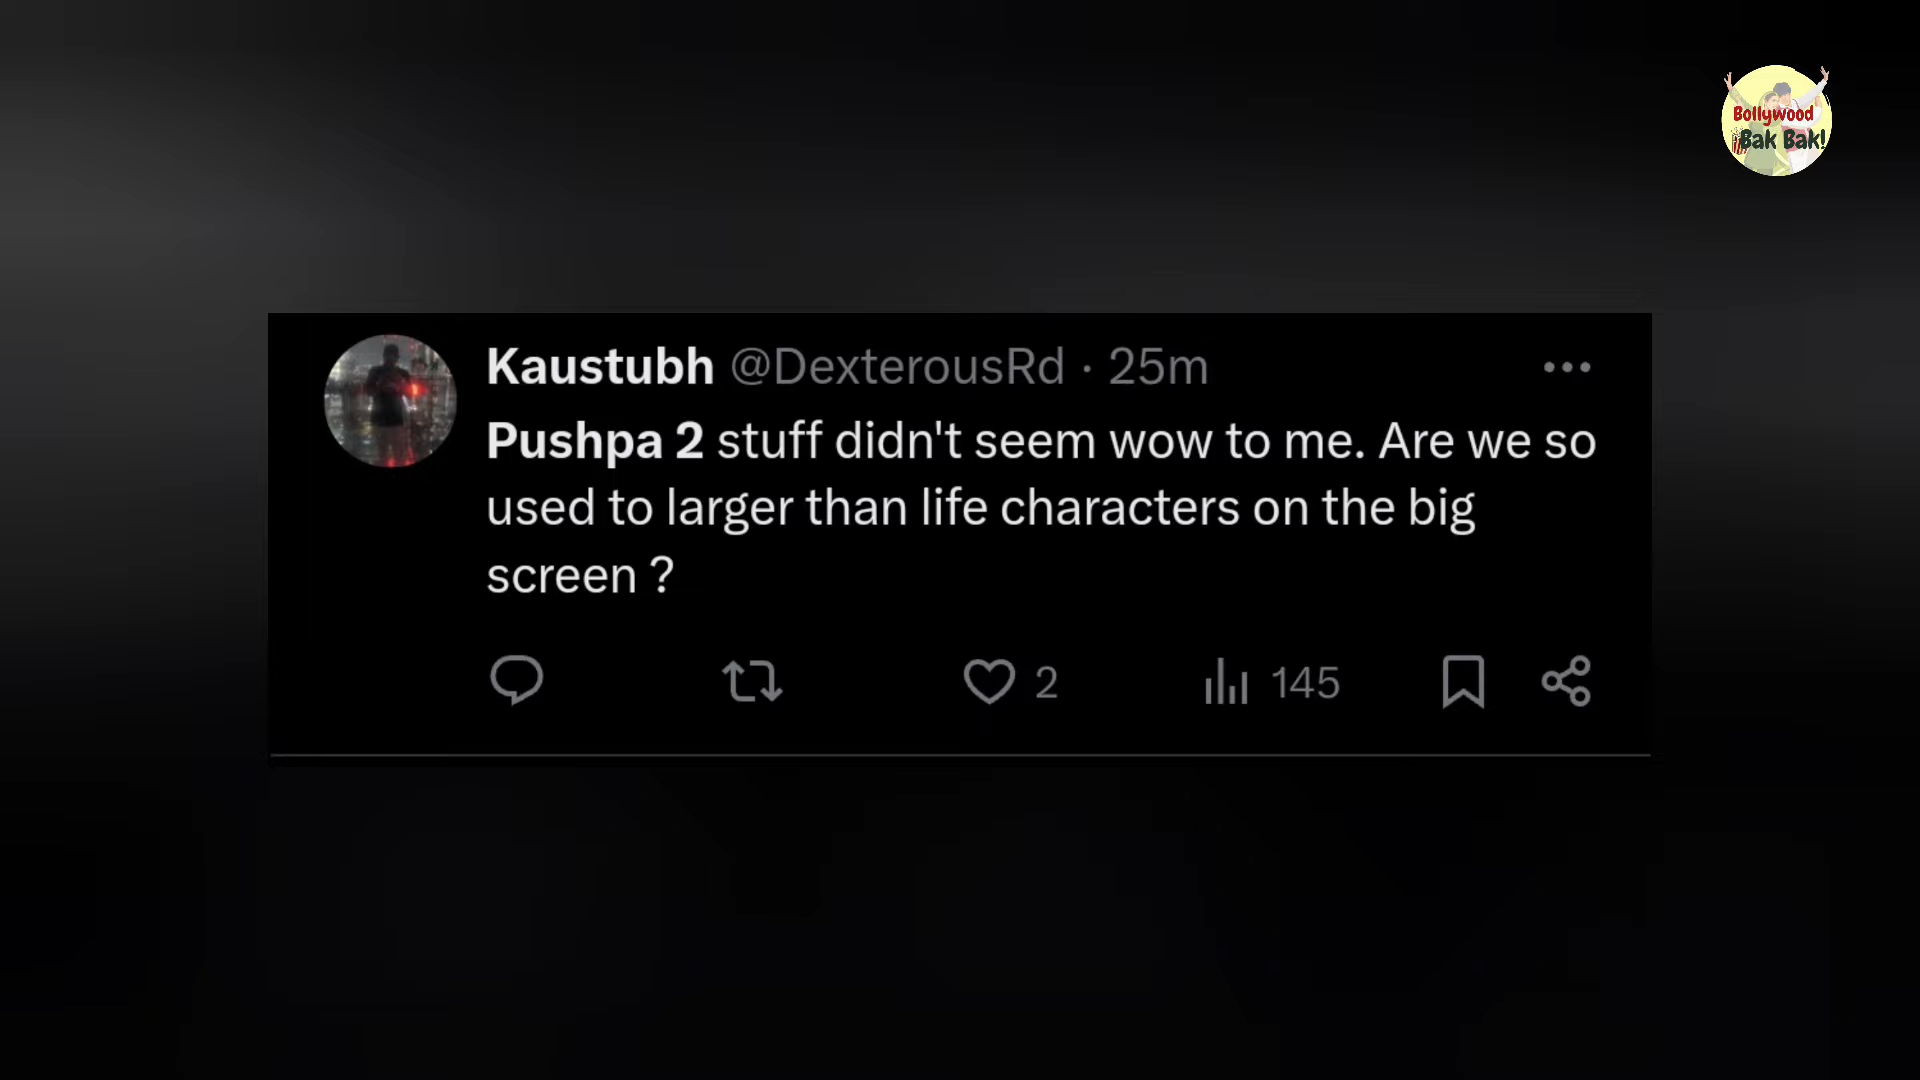 Bollywood
Bak Bak!
Kaustubh @DexterousRd · 25m
Pushpa 2 stuff didn't seem wow to me. Are we so
used to larger than life characters on the big
screen ?
2
145